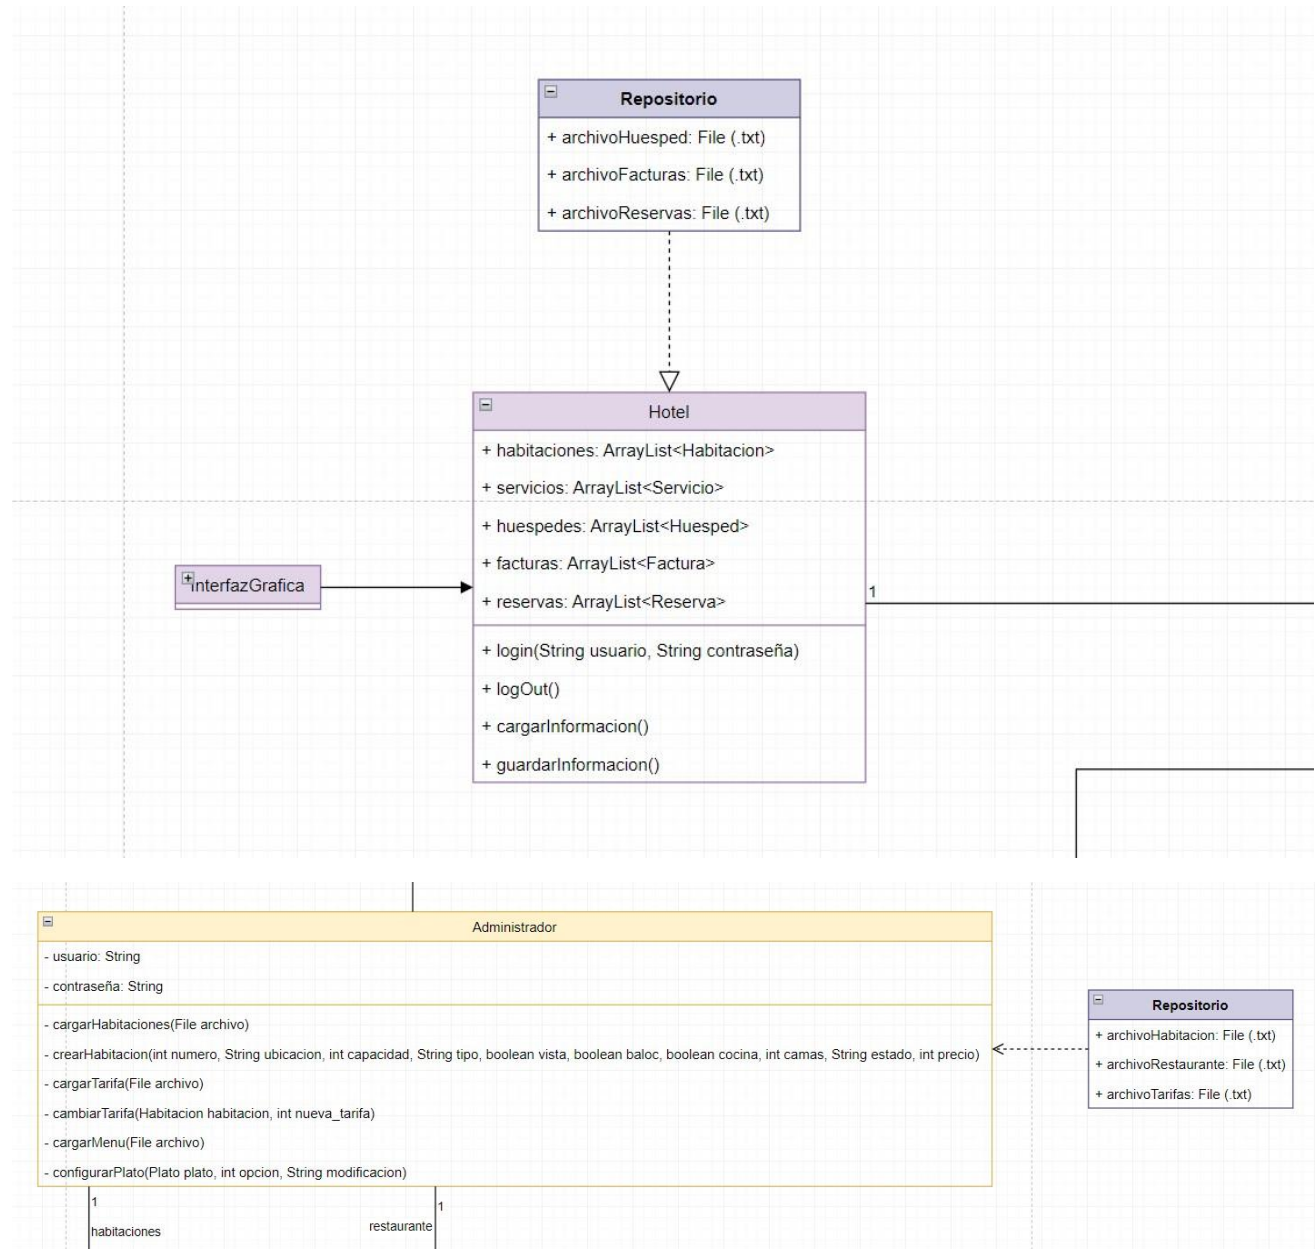 Repositorio
+ archivoHuesped: File (.txt)
+ archivoFacturas: File (.txt)
+ archivoReservas: File (.txt)
Hotel
+ habitaciones: ArrayList<Habitacion>
+ servicios: ArrayList<Servicio>
+ huespedes: ArrayList<Huesped>
+ facturas: ArrayList<Factura>
+ reservas: ArrayList<Reserva>
+ login(String usuario, String contraseña)
+ logOut()
+ cargarInformacion()
+ guardarInformacion()
InterfazGrafica
1
Administrador
- usuario: String
- contraseña: String
- cargarHabitaciones(File archivo)
- crearHabitacion(int numero, String ubicacion, int capacidad, String tipo, boolean vista, boolean baloc, boolean cocina, int camas, String estado, int precio)
- cargarTarifa(File archivo)
- cambiarTarifa(Habitacion habitacion, int nueva_tarifa)
- cargarMenu(File archivo)
- configurarPlato(Plato plato, int opcion, String modificacion)
Repositorio
+ archivoHabitacion: File (.txt)
+ archivoRestaurante: File (.txt)
+ archivoTarifas: File (.txt)
1
habitaciones
1
restaurante